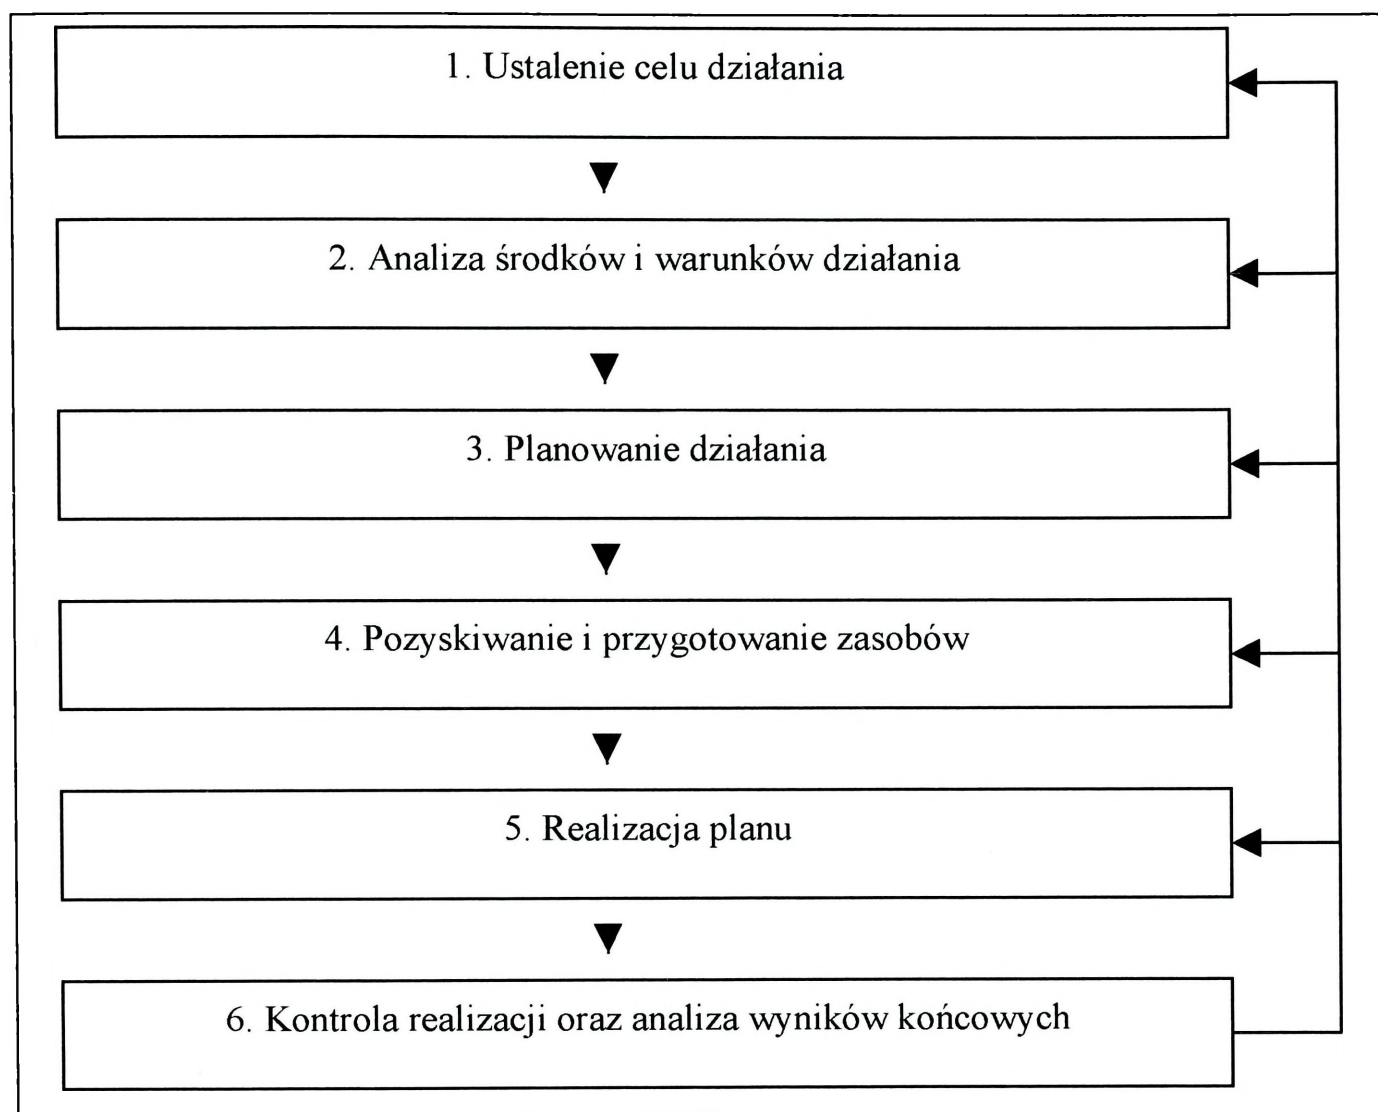 1. Ustalenie celu działania
2. Analiza środków i warunków działania
3. Planowanie działania
4. Pozyskiwanie i przygotowanie zasobów
5. Realizacja planu
6. Kontrola realizacji oraz analiza wyników końcowych